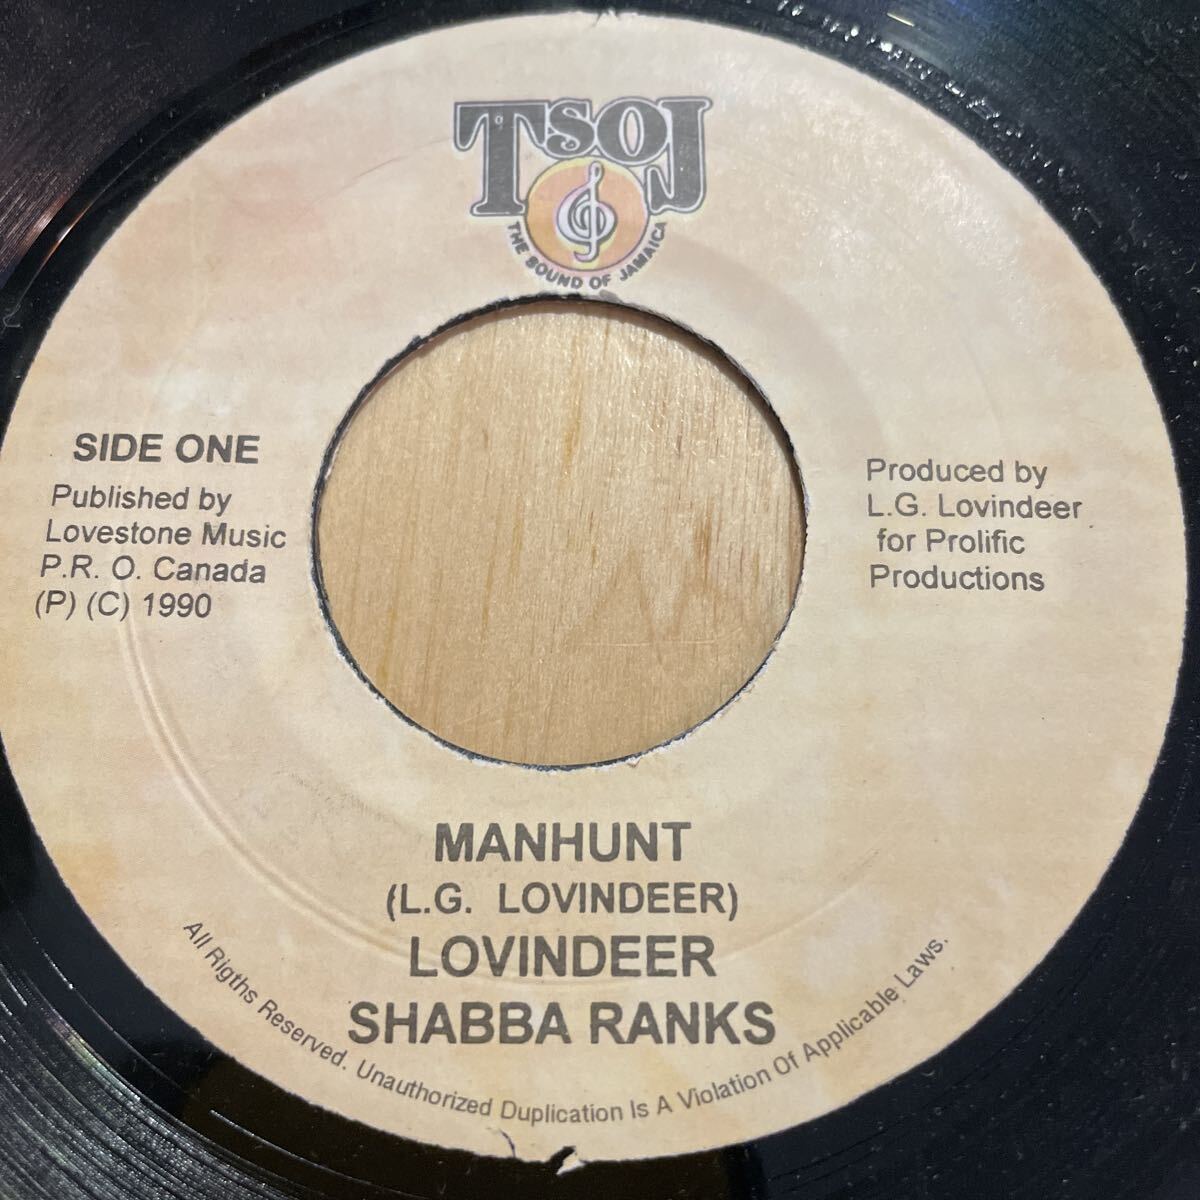 TSOJ
THE SOUND OF JAMAICA
SIDE ONE
Published by
Lovestone Music
P.R. O. Canada
(P) (C) 1990
Produced by
L.G. Lovindeer
for Prolific
Productions
MANHUNT
(L.G. LOVINDEER)
LOVINDEER
SHABBA RANKS
All Rigths Reserved. Unauthorized Duplication Is A Violation Of Applicable Laws.